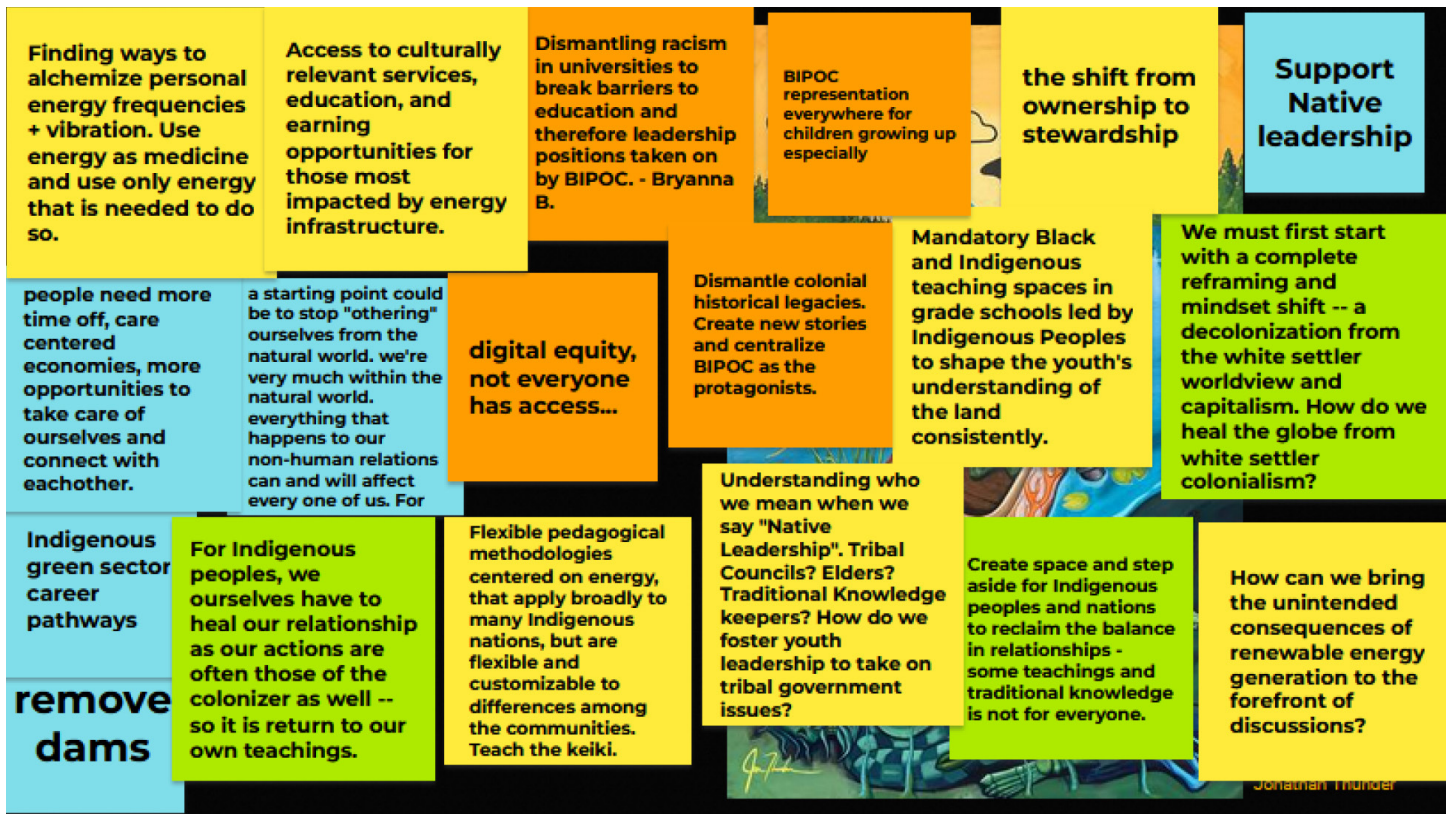 Finding ways to
alchemize personal
energy frequencies
+ vibration. Use
energy as medicine
and use only energy
that is needed to do
so.
Access to culturally
relevant services,
education, and
earning
opportunities for
those most
impacted by energy
infrastructure.
Dismantling racism
in universities to
break barriers to
education and
therefore leadership
positions taken on
by BIPOC. - Bryanna
B.
BIPOC
representation
everywhere for
children growing up
especially
the shift from
ownership to
stewardship
Support
Native
leadership
people need more
time off, care
centered
economies, more
opportunities to
take care of
ourselves and
connect with
eachother.
a starting point could
be to stop "othering"
ourselves from the
natural world. we're
very much within the
natural world.
everything that
happens to our
non-human relations
can and will affect
every one of us. For
digital equity,
not everyone
has access...
Dismantle colonial
historical legacies.
Create new stories
and centralize
BIPOC as the
protagonists.
Mandatory Black
and Indigenous
teaching spaces in
grade schools led by
Indigenous Peoples
to shape the youth's
understanding of
the land
consistently.
We must first start
with a complete
reframing and
mindset shift -- a
decolonization from
the white settler
worldview and
capitalism. How do we
heal the globe from
white settler
colonialism?
Indigenous
green sector
career
pathways
remove
dams
For Indigenous
peoples, we
ourselves have to
heal our relationship
as our actions are
often those of the
colonizer as well --
so it is return to our
own teachings.
Flexible pedagogical
methodologies
centered on energy,
that apply broadly to
many Indigenous
nations, but are
flexible and
customizable to
differences among
the communities.
Teach the keiki.
Understanding who
we mean when we
say "Native
Leadership". Tribal
Councils? Elders?
Traditional Knowledge
keepers? How do we
foster youth
leadership to take on
tribal government
issues?
Create space and step
aside for Indigenous
peoples and nations
to reclaim the balance
in relationships -
some teachings and
traditional knowledge
is not for everyone.
How can we bring
the unintended
consequences of
renewable energy
generation to the
forefront of
discussions?
Jonathan Thunder